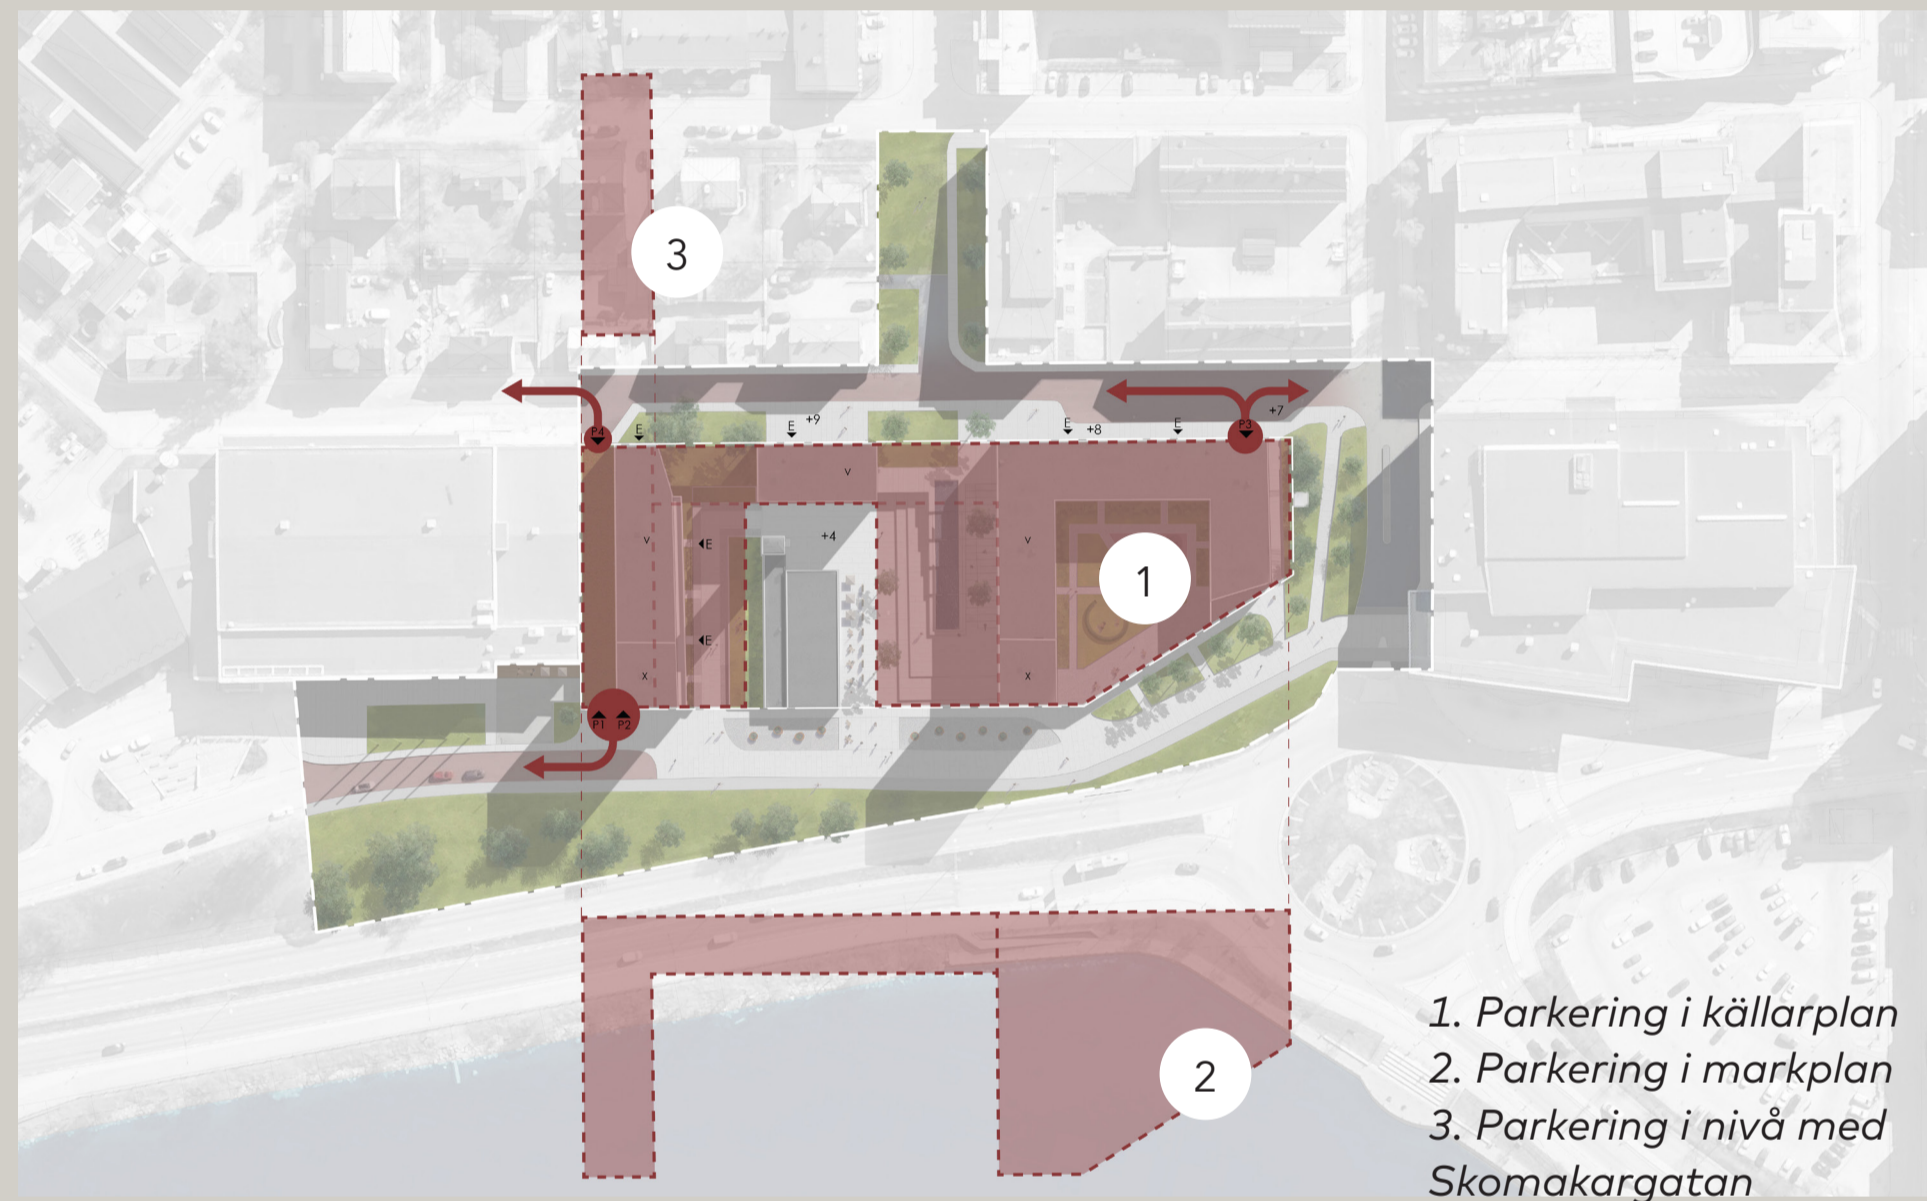 3
P4
E
E
+9
E
+8
E
P3
+7
V
V
E
+4
V
1
E
X
X
P1 P2
2
1. Parkering i källarplan
2. Parkering i markplan
3. Parkering i nivå med
Skomakargatan